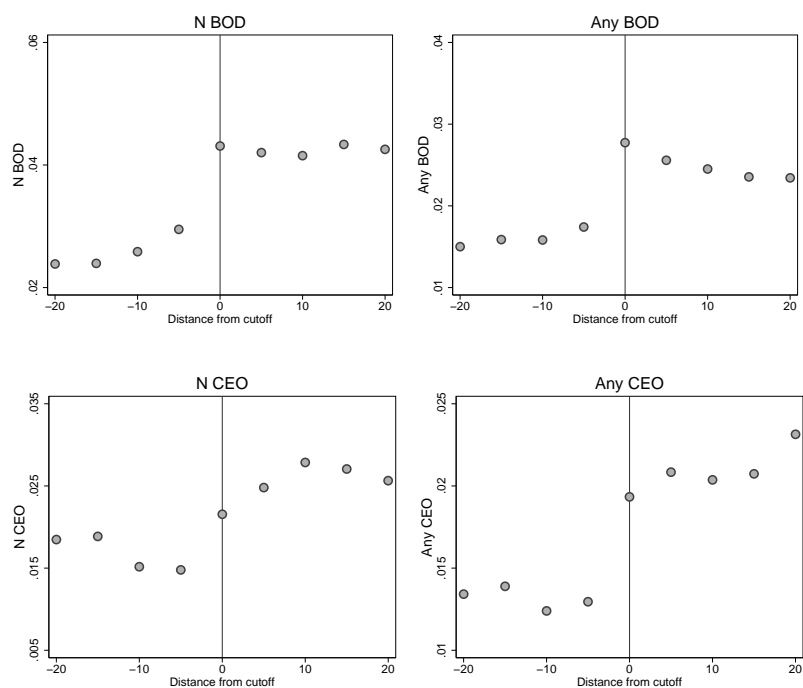 N BOD
N BOD
.06
.04
.02
−20 −10 0 10 20
Distance from cutoff
Any BOD
Any BOD
.04
.03
.02
.01
−20 −10 0 10 20
Distance from cutoff
N CEO
N CEO
.035
.025
.015
.005
−20 −10 0 10 20
Distance from cutoff
Any CEO
Any CEO
.025
.02
.015
.01
−20 −10 0 10 20
Distance from cutoff